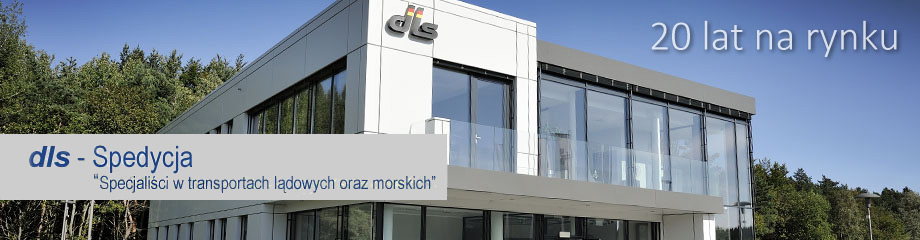 dls
20 lat na rynku
dls - Spedycja
“Specjaliści w transportach lądowych oraz morskich”